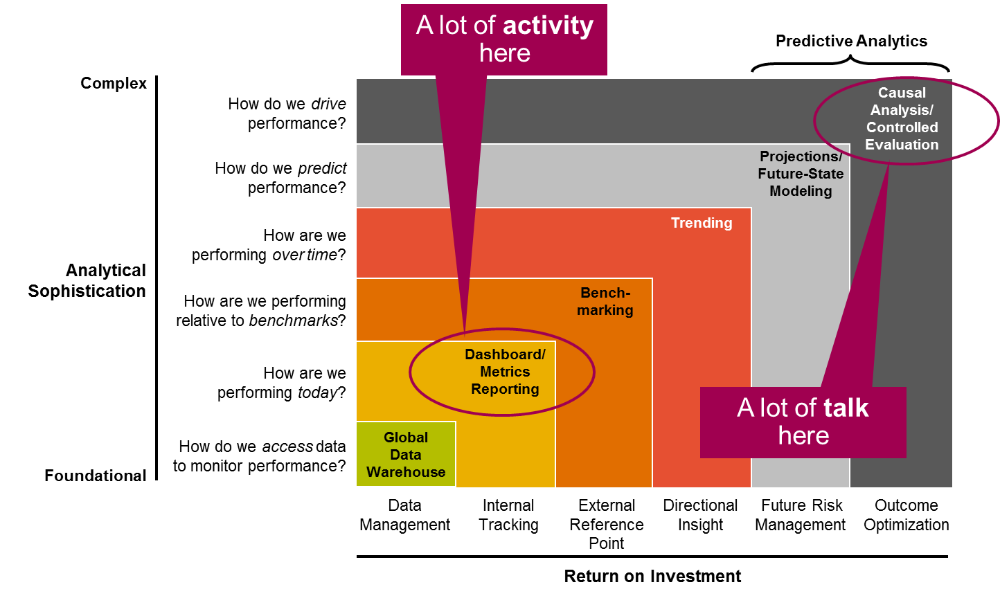 A lot of activity
here
Predictive Analytics
Complex
How do we drive
performance?
Causal
Analysis/
Controlled
Evaluation
How do we predict
performance?
Projections/
Future-State
Modeling
How are we
performing over time?
Trending
Analytical
Sophistication
How are we performing
relative to benchmarks?
Bench-
marking
How are we
performing today?
Dashboard/
Metrics
Reporting
A lot of talk
here
How do we access data
to monitor performance?
Global
Data
Warehouse
Foundational
Data
Management
Internal
Tracking
External
Reference
Point
Directional
Insight
Future Risk
Management
Outcome
Optimization
Return on Investment